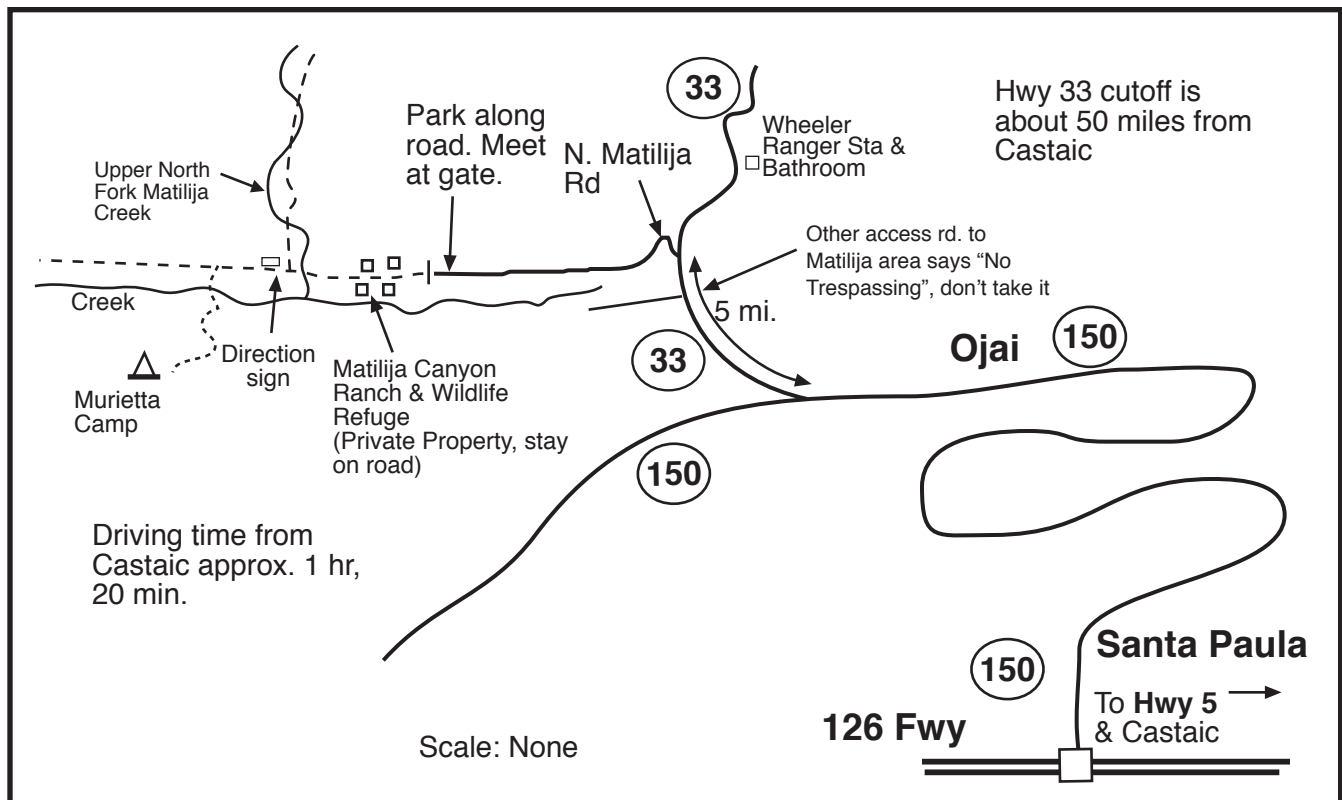 33
Hwy 33 cutoff is
about 50 miles from
Castaic
Park along
road. Meet
at gate.
N. Matilija
Rd
Wheeler
Ranger Sta &
Bathroom
Upper North
Fork Matilija
Creek
Other access rd. to
Matilija area says “No
Trespassing”, don’t take it
5 mi.
Creek
Direction
sign
Murietta
Camp
Matilija Canyon
Ranch & Wildlife
Refuge
(Private Property, stay
on road)
33
Ojai
150
150
Driving time from
Castaic approx. 1 hr,
20 min.
150
Santa Paula
To Hwy 5
& Castaic
126 Fwy
Scale: None